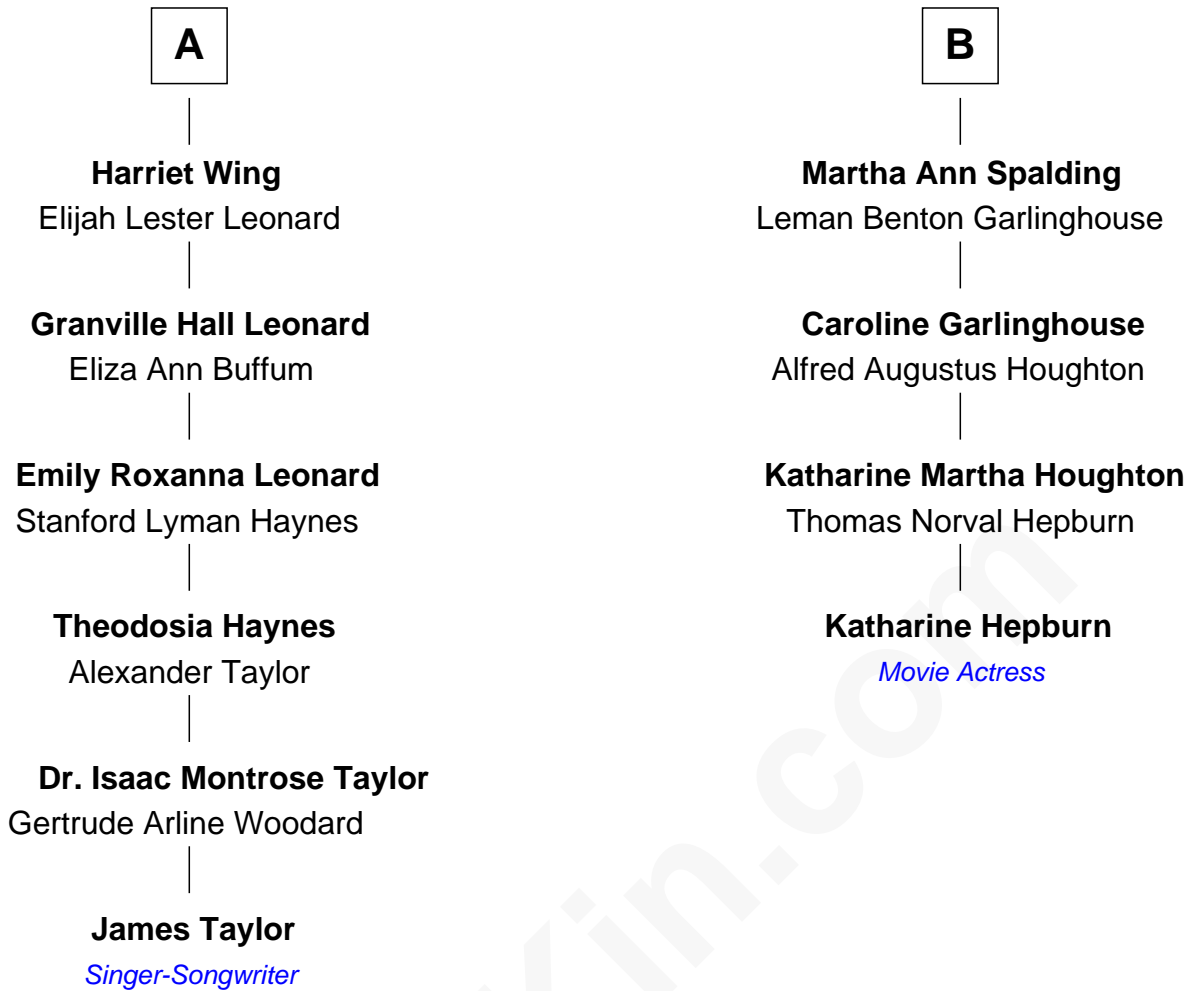 A
Harriet Wing
Elijah Lester Leonard
Granville Hall Leonard
Eliza Ann Buffum
Emily Roxanna Leonard
Stanford Lyman Haynes
Theodosia Haynes
Alexander Taylor
Dr. Isaac Montrose Taylor
Gertrude Arline Woodard
James Taylor
Singer-Songwriter
B
Martha Ann Spalding
Leman Benton Garlinghouse
Caroline Garlinghouse
Alfred Augustus Houghton
Katharine Martha Houghton
Thomas Norval Hepburn
Katharine Hepburn
Movie Actress